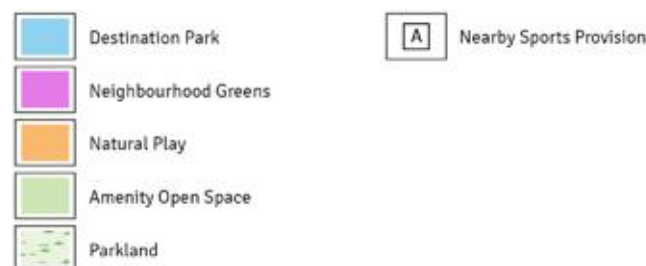 Destination Park
A Nearby Sports Provision
Neighbourhood Greens
Natural Play
Amenity Open Space
Parkland